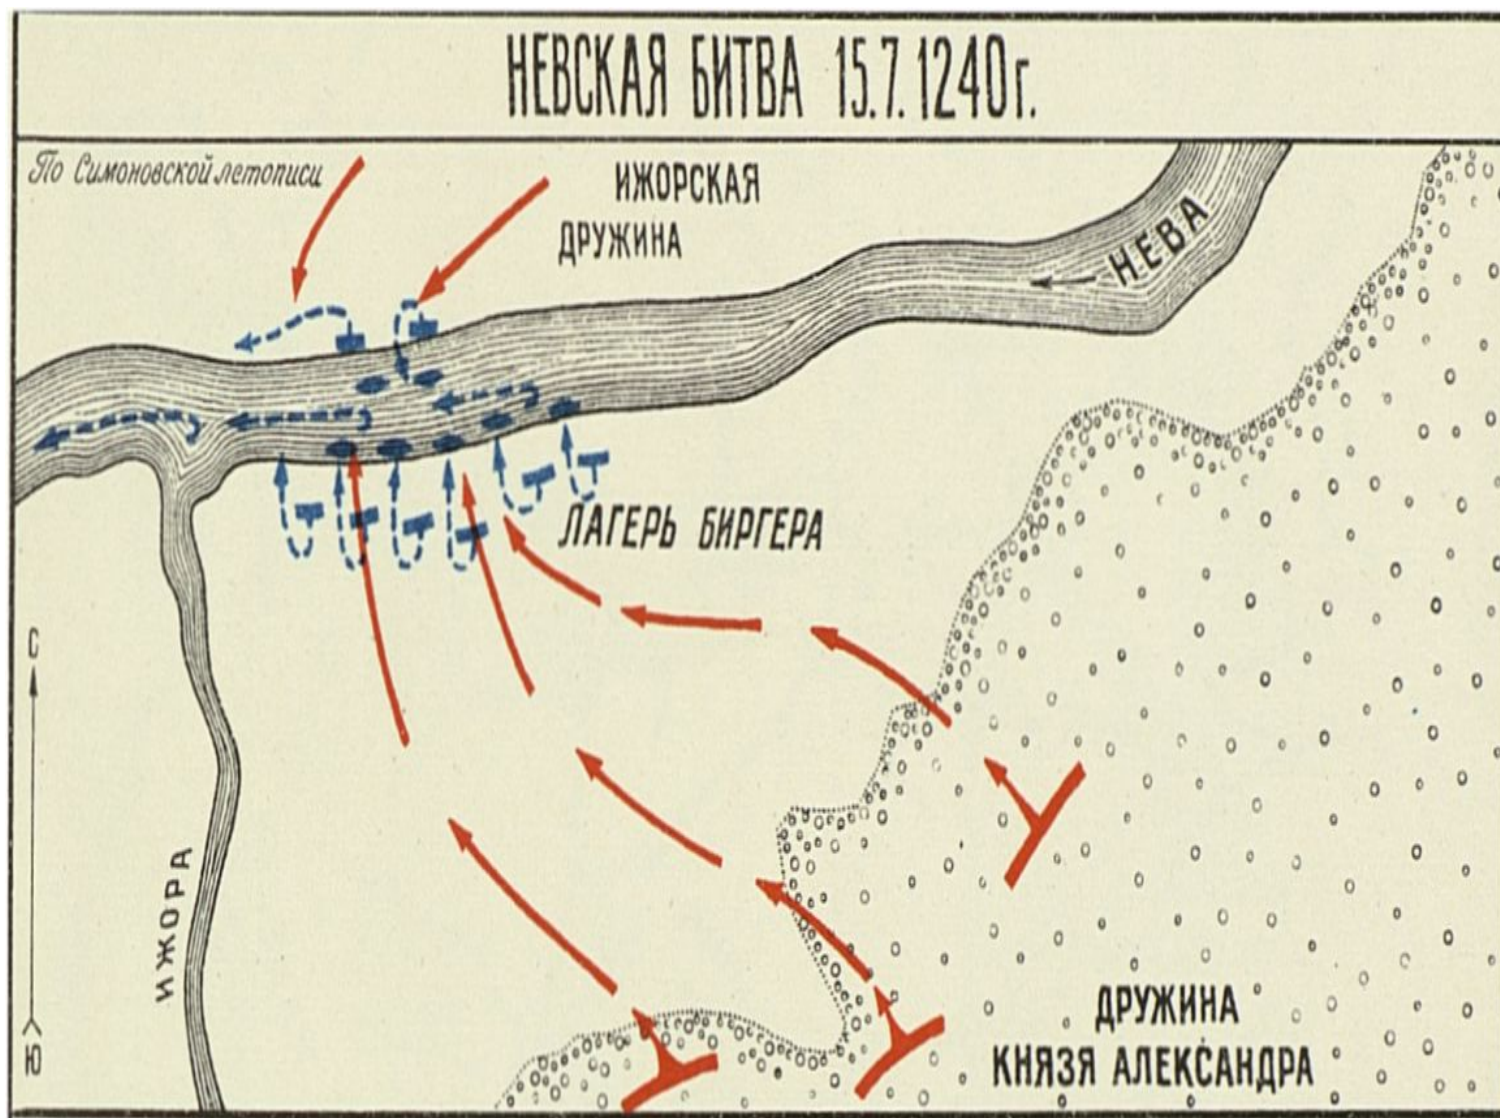 НЕВСКАЯ БИТВА 15.7.1240г.
По Симоновской летописи
ИЖОРСКАЯ
ДРУЖИНА
НЕВА
ЛАГЕРЬ БИРГЕРА
С
Ю
ИЖОРА
ДРУЖИНА
КНЯЗЯ АЛЕКСАНДРА